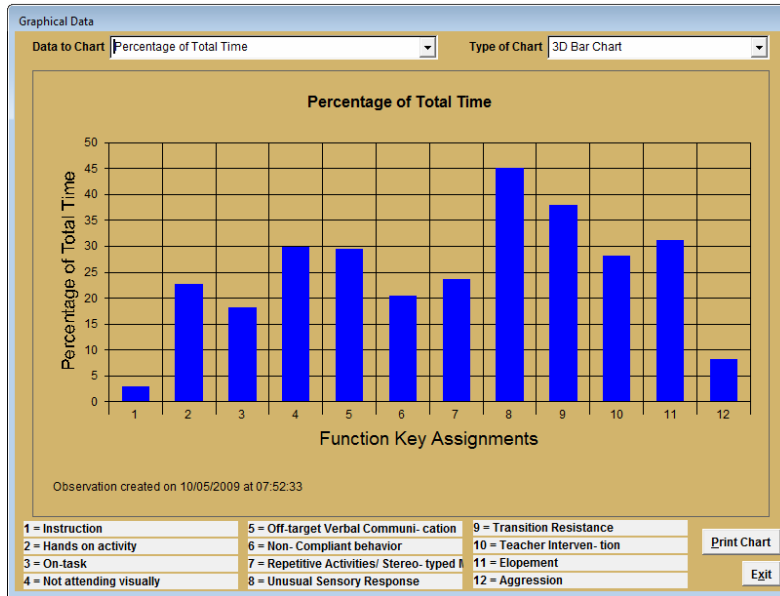 Graphical Data
Data to Chart Percentage of Total Time Type of Chart 3D Bar Chart
Percentage of Total Time
Percentage of Total Time
50
45
40
35
30
25
20
15
10
5
0
1 2 3 4 5 6 7 8 9 10 11 12
Function Key Assignments
Observation created on 10/05/2009 at 07:52:33
1 = Instruction
2 = Hands on activity
3 = On-task
4 = Not attending visually
5 = Off-target Verbal Communi- cation
6 = Non- Compliant behavior
7 = Repetitive Activities/ Stereo- typed M
8 = Unusual Sensory Response
9 = Transition Resistance
10 = Teacher Interven- tion
11 = Elopement
12 = Aggression
Print Chart
Exit